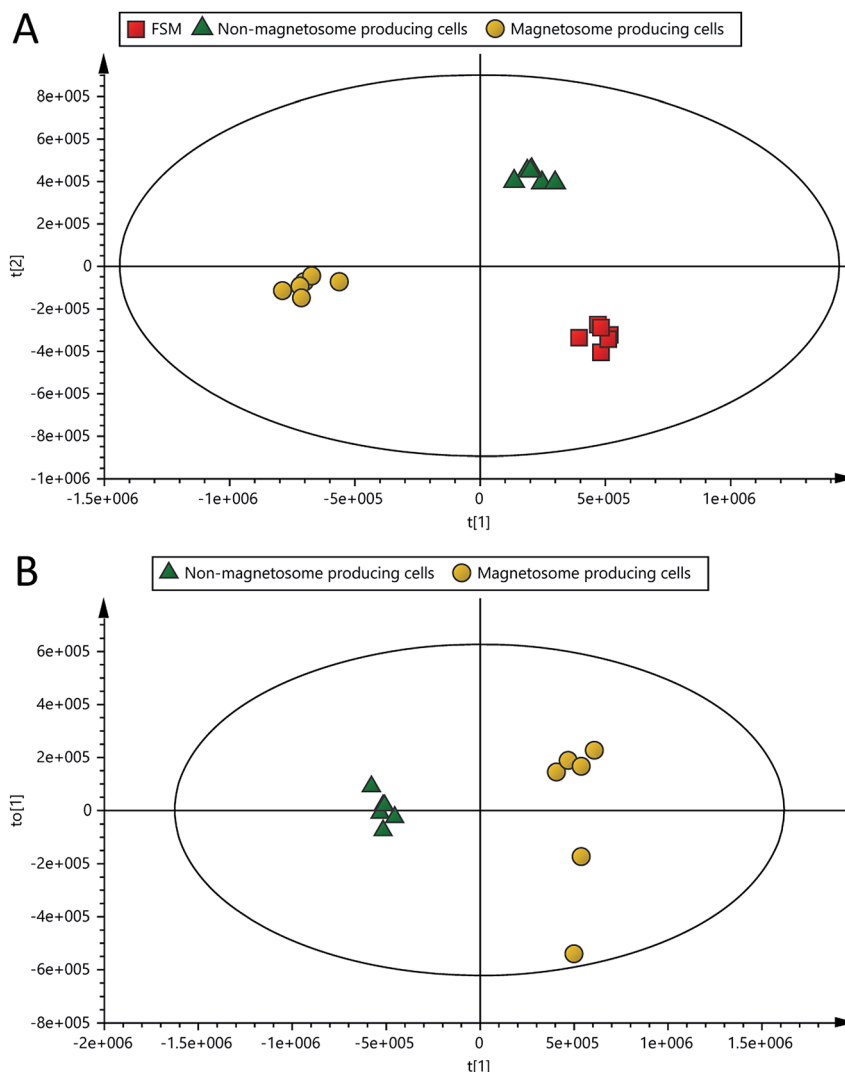 A
FSM Non-magnetosome producing cells Magnetosome producing cells
8e+005
6e+005
4e+005
2e+005
0
-2e+005
-4e+005
-6e+005
-8e+005
-1e+006
t[2]
-1.5e+006 -1e+006 -5e+005 0 5e+005 1e+006
t[1]
B
Non-magnetosome producing cells Magnetosome producing cells
6e+005
4e+005
2e+005
0
-2e+005
-4e+005
-6e+005
-8e+005
to[1]
-2e+006 -1.5e+006 -1e+006 -5e+005 0 5e+005 1e+006 1.5e+006
t[1]